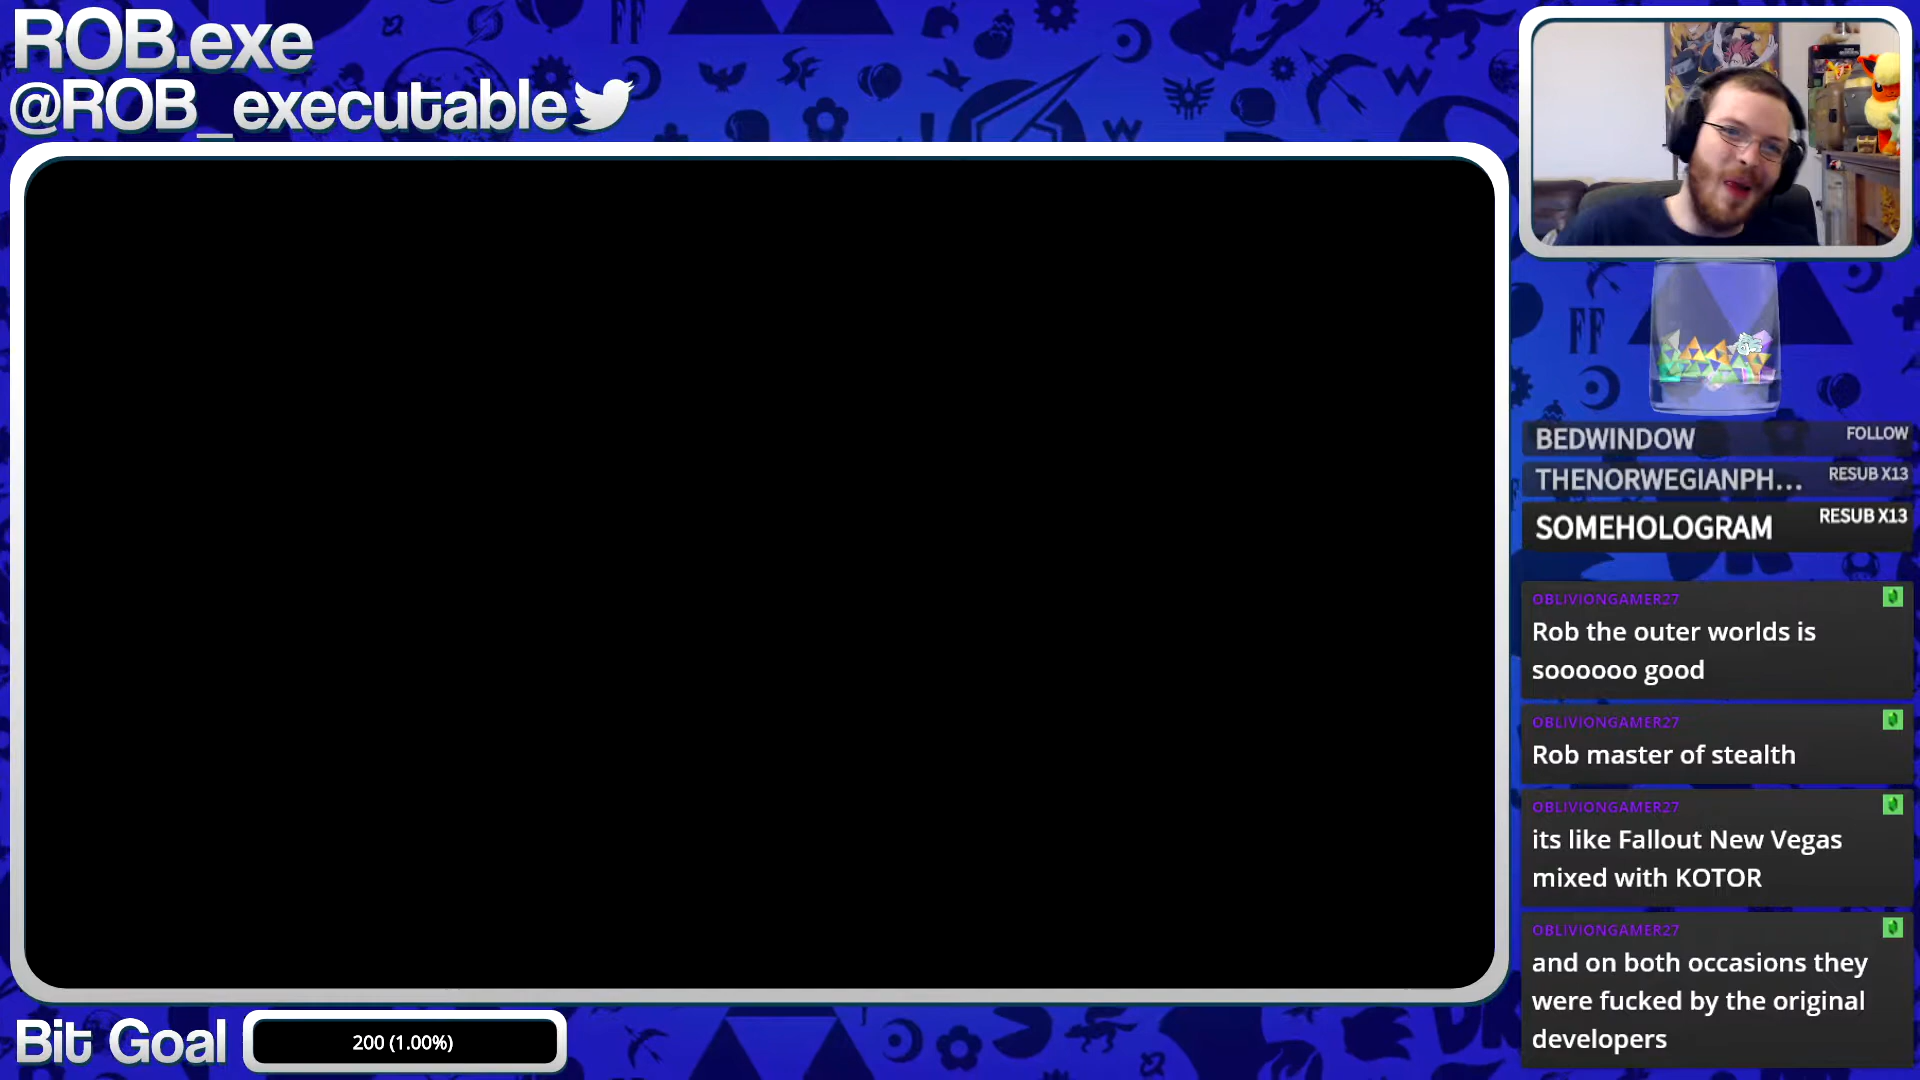 ROB.exe
@ROB_executable
BEDWINDOW FOLLOW
THENORWEGIANPH... RESUB X13
SOMEHOLOGRAM RESUB X13
OBLIVIONGAMER27
Rob the outer worlds is
soooooo good
OBLIVIONGAMER27
Rob master of stealth
OBLIVIONGAMER27
its like Fallout New Vegas
mixed with KOTOR
OBLIVIONGAMER27
and on both occasions they
were fucked by the original
developers
Bit Goal
200 (1.00%)